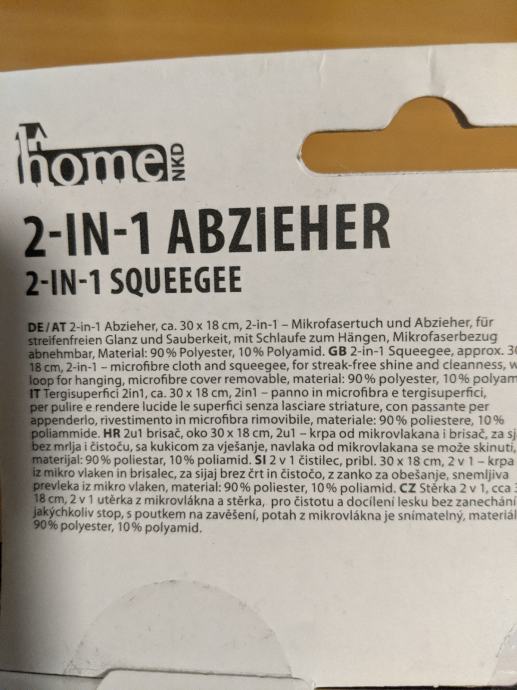 home
NKD
2-IN-1 ABZIEHER
2-IN-1 SQUEEGEE
DE/AT 2-in-1 Abzieher, ca. 30 x 18 cm, 2-in-1 – Mikrofasertuch und Abzieher, für
streifenfreien Glanz und Sauberkeit, mit Schlaufe zum Hängen, Mikrofaserbezug
abnehmbar, Material: 90% Polyester, 10% Polyamid. GB 2-in-1 Squeegee, approx.
18 cm, 2-in-1 – microfibre cloth and squeegee, for streak-free shine and cleanness,
loop for hanging, microfibre cover removable, material: 90% polyester, 10% polyam
IT Tergisuperfici 2in1, ca. 30 x 18 cm, 2in1 – panno in microfibra e tergisuperfici,
per pulire e rendere lucide le superfici senza lasciare striature, con passante per
appenderlo, rivestimento in microfibra rimovibile, materiale: 90% poliestere, 10%
poliammide. HR 2u1 brisač, oko 30 x 18 cm, 2u1 – krpa od mikrovlakana i brisač, za sj
bez mrlja i čistoču, sa kukicom za vješanje, navlaka od mikrovlakana se može skinuti,
materijal: 90% poliestar, 10% poliamid. SI 2 v 1 čistilec, pribl. 30 x 18 cm, 2 v 1 – krpa
iz mikro vlaken in brisalec, za sijaj brez črt in čistočo, z zanko za obešanje, snemljiva
prevleka iz mikro vlaken, material: 90% poliester, 10% poliamid. CZ Stěrka 2 v 1, cca
18 cm, 2 v 1 utěrka z mikrovlákna a stěrka, pro čistotu a docílení lesku bez zanechání
jakýchkoliv stop, s poutkem na zavěšení, potah z mikrovlákna je snímatelný, materiál
90% polyester, 10% polyamid.